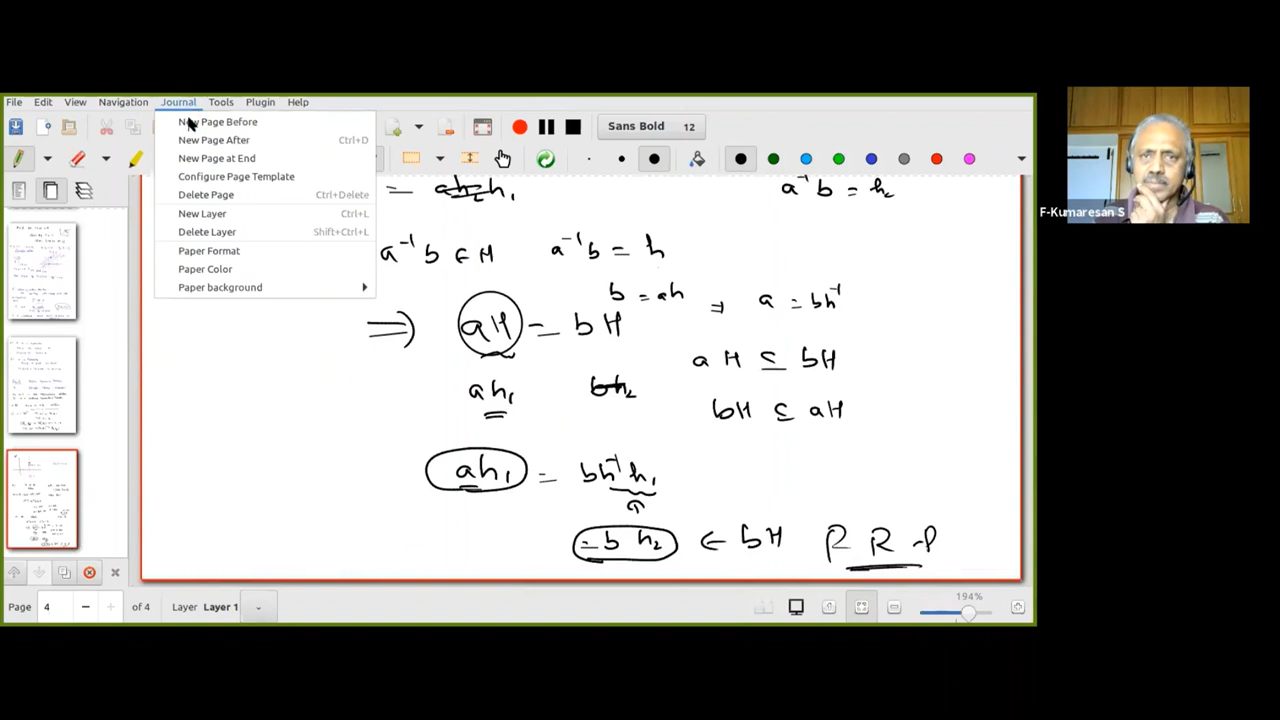 File Edit View Navigation Journal Tools Plugin Help
New Page Before
New Page After Ctrl+D
New Page at End
Configure Page Template
Delete Page Ctrl+Delete
New Layer Ctrl+L
Delete Layer Shift+Ctrl+L
Paper Format
Paper Color
Paper background
Sans Bold 12
F-Kumaresan S
= ah₂h₁ a⁻¹b = h₂
a⁻¹b ∈ H a⁻¹b = h
b = ah ⇒ a = bh⁻¹
⇒ aH = bH
aH ⊆ bH
ah₁ bh₂
bH ⊆ aH
ah₁ = bh⁻¹h₁
= b h₂ ∈ bH
Page 4 of 4 Layer Layer 1 194%